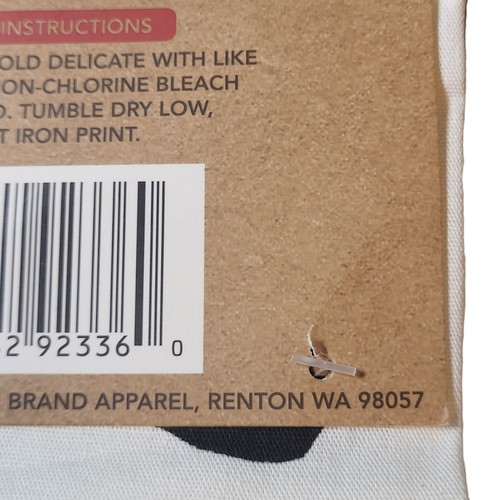 INSTRUCTIONS
OLD DELICATE WITH LIKE
ON-CHLORINE BLEACH
D. TUMBLE DRY LOW,
T IRON PRINT.
2 92336 0
BRAND APPAREL, RENTON WA 98057